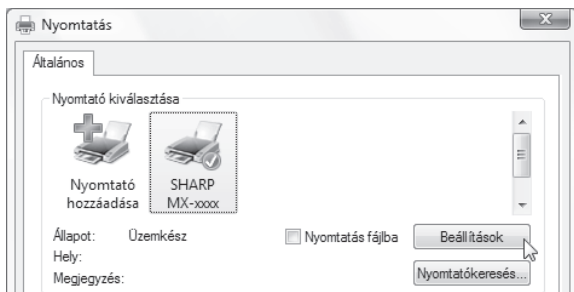 Nyomtatás
Általános
Nyomtató kiválasztása
Nyomtató hozzáadása
SHARP MX-xxxx
Állapot: Üzemkész
Nyomtatás fájlba
Beállítások
Hely:
Nyomtatókeresés...
Megjegyzés: